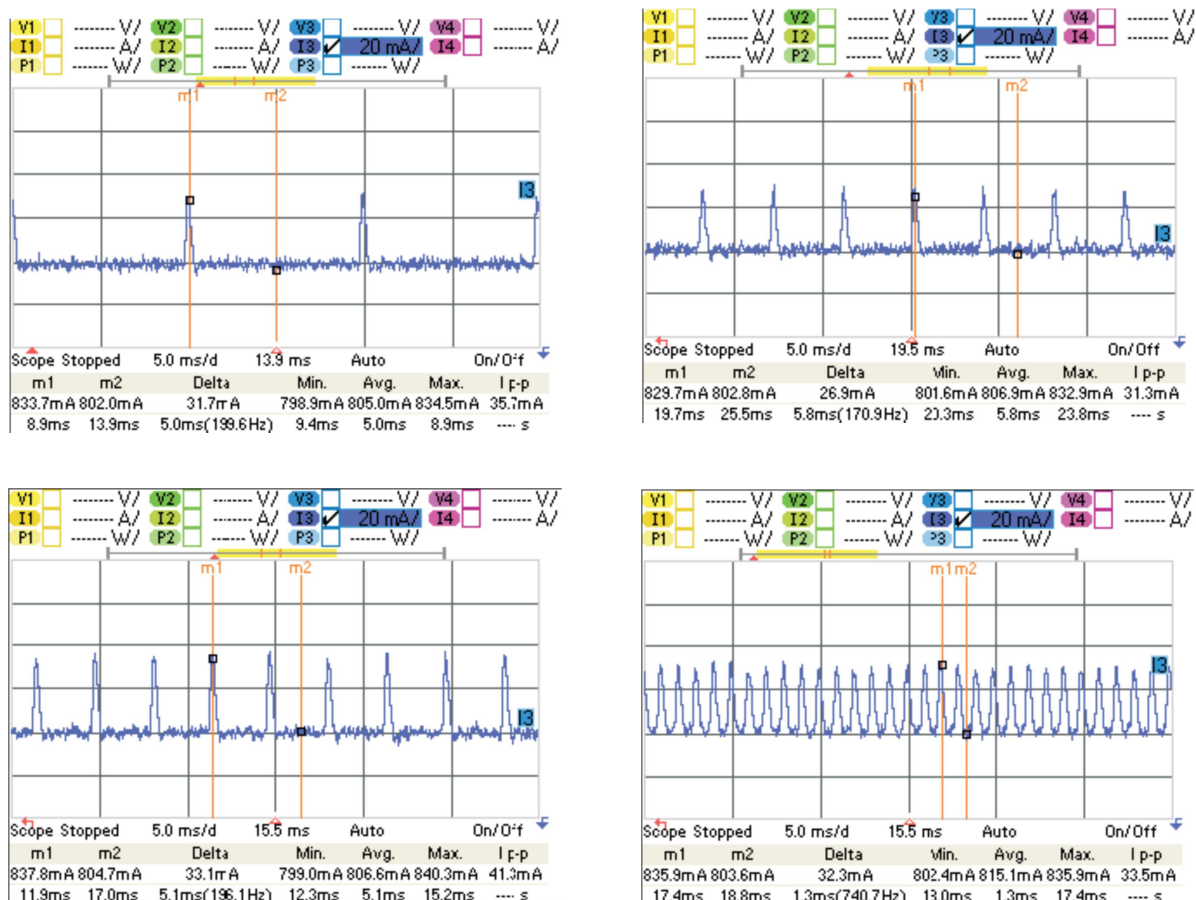 V1 ------ V/ V2 ------ V/ V3 ------ V/ V4 ------ V/
I1 ------ A/ I2 ------ A/ I3 ✓ 20 mA/ I4 ------ A/
P1 ------ W/ P2 ------ W/ P3 ------ W/
m1 m2
I3
Scope Stopped 5.0 ms/d 13.9 ms Auto On/Off
m1 m2 Delta Min. Avg. Max. I p-p
833.7mA 802.0mA 31.7mA 798.9mA 805.0mA 834.5mA 35.7mA
8.9ms 13.9ms 5.0ms(199.6Hz) 9.4ms 5.0ms 8.9ms ---- s
V1 ------ V/ V2 ------ V/ V3 ------ V/ V4 ------ V/
I1 ------ A/ I2 ------ A/ I3 ✓ 20 mA/ I4 ------ A/
P1 ------ W/ P2 ------ W/ P3 ------ W/
m1 m2
I3
Scope Stopped 5.0 ms/d 19.5 ms Auto On/Off
m1 m2 Delta Min. Avg. Max. I p-p
829.7mA 802.8mA 26.9mA 801.6mA 806.9mA 832.9mA 31.3mA
19.7ms 25.5ms 5.8ms(170.9Hz) 23.3ms 5.8ms 23.8ms ---- s
V1 ------ V/ V2 ------ V/ V3 ------ V/ V4 ------ V/
I1 ------ A/ I2 ------ A/ I3 ✓ 20 mA/ I4 ------ A/
P1 ------ W/ P2 ------ W/ P3 ------ W/
m1 m2
I3
Scope Stopped 5.0 ms/d 15.5 ms Auto On/Off
m1 m2 Delta Min. Avg. Max. I p-p
837.8mA 804.7mA 33.1mA 799.0mA 806.6mA 840.3mA 41.3mA
11.9ms 17.0ms 5.1ms(196.1Hz) 12.3ms 5.1ms 15.2ms ---- s
V1 ------ V/ V2 ------ V/ V3 ------ V/ V4 ------ V/
I1 ------ A/ I2 ------ A/ I3 ✓ 20 mA/ I4 ------ A/
P1 ------ W/ P2 ------ W/ P3 ------ W/
m1 m2
I3
Scope Stopped 5.0 ms/d 15.5 ms Auto On/Off
m1 m2 Delta Min. Avg. Max. I p-p
835.9mA 803.6mA 32.3mA 802.4mA 815.1mA 835.9mA 33.5mA
17.4ms 18.8ms 1.3ms(740.7Hz) 13.0ms 1.3ms 17.4ms ---- s